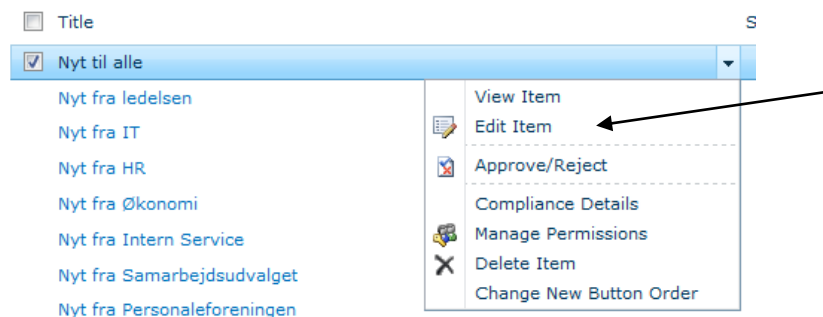 Title S
Nyt til alle
Nyt fra ledelsen
Nyt fra IT
Nyt fra HR
Nyt fra Økonomi
Nyt fra Intern Service
Nyt fra Samarbejdsudvalget
Nyt fra Personaleforeningen
View Item
Edit Item
Approve/Reject
Compliance Details
Manage Permissions
Delete Item
Change New Button Order